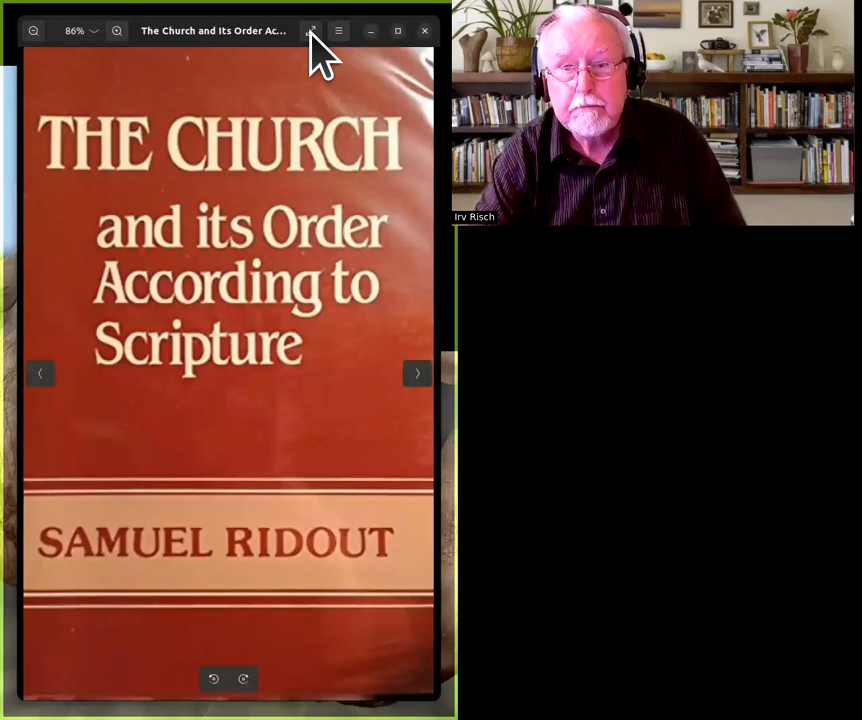 86%
The Church and Its Order Ac...
THE CHURCH
and its Order
According to
Scripture
SAMUEL RIDOUT
Irv Risch